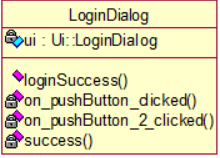 LoginDialog
ui : Ui::LoginDialog
loginSuccess()
on_pushButton_clicked()
on_pushButton_2_clicked()
success()